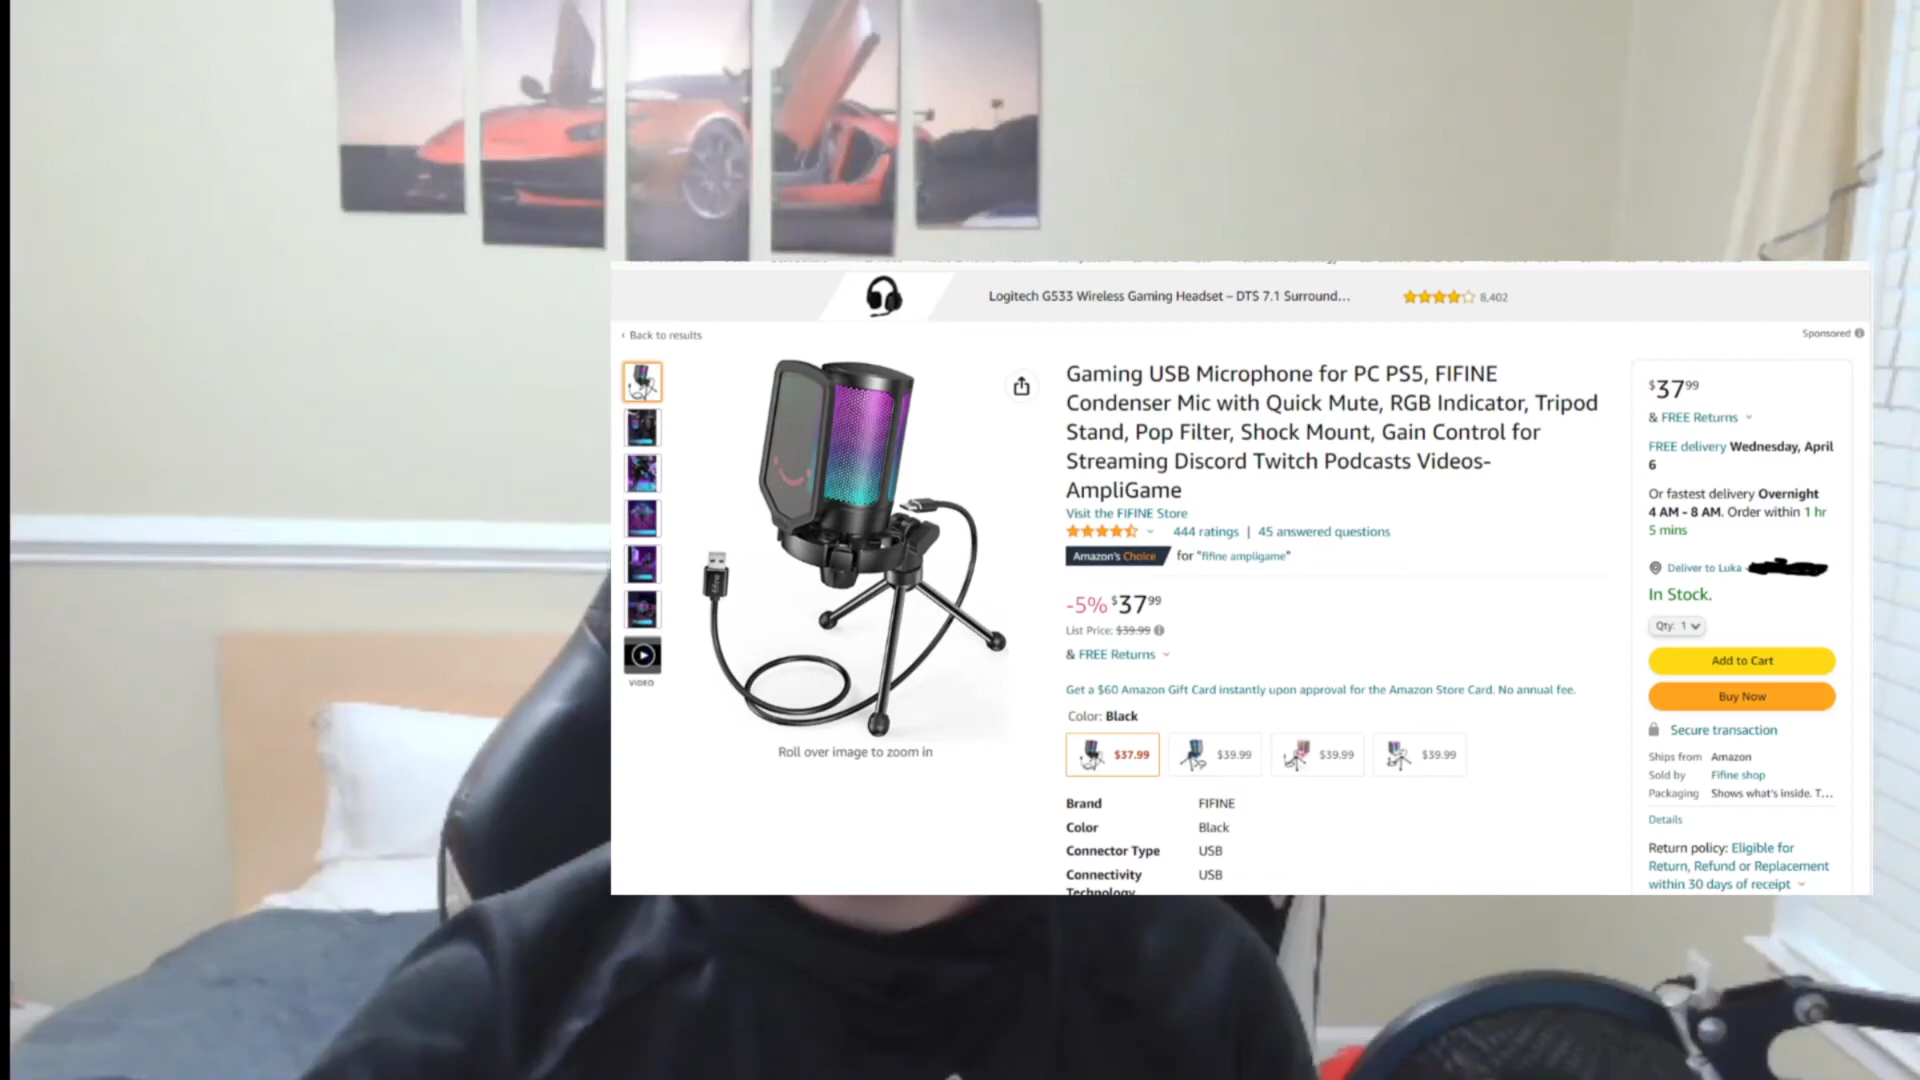 Logitech G533 Wireless Gaming Headset – DTS 7.1 Surround...
8,402
‹ Back to results
Sponsored
Gaming USB Microphone for PC PS5, FIFINE
Condenser Mic with Quick Mute, RGB Indicator, Tripod
Stand, Pop Filter, Shock Mount, Gain Control for
Streaming Discord Twitch Podcasts Videos-
AmpliGame
Visit the FIFINE Store
444 ratings | 45 answered questions
Amazon's Choice for "fifine ampligame"
-5% $37 99
List Price: $39.99
& FREE Returns
Get a $60 Amazon Gift Card instantly upon approval for the Amazon Store Card. No annual fee.
Color: Black
$37.99
$39.99
$39.99
$39.99
Brand FIFINE
Color Black
Connector Type USB
Connectivity USB
Technology
VIDEO
Roll over image to zoom in
fifine
$37 99
& FREE Returns
FREE delivery Wednesday, April
6
Or fastest delivery Overnight
4 AM - 8 AM. Order within 1 hr
5 mins
Deliver to Luka
In Stock.
Qty: 1
Add to Cart
Buy Now
Secure transaction
Ships from Amazon
Sold by Fifine shop
Packaging Shows what's inside. T...
Details
Return policy: Eligible for
Return, Refund or Replacement
within 30 days of receipt